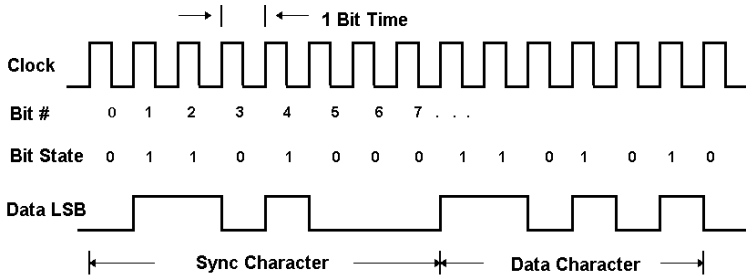 1 Bit Time
Clock
Bit # 0 1 2 3 4 5 6 7 . . .
Bit State 0 1 1 0 1 0 0 0 1 1 0 1 0 1 0
Data LSB
Sync Character Data Character